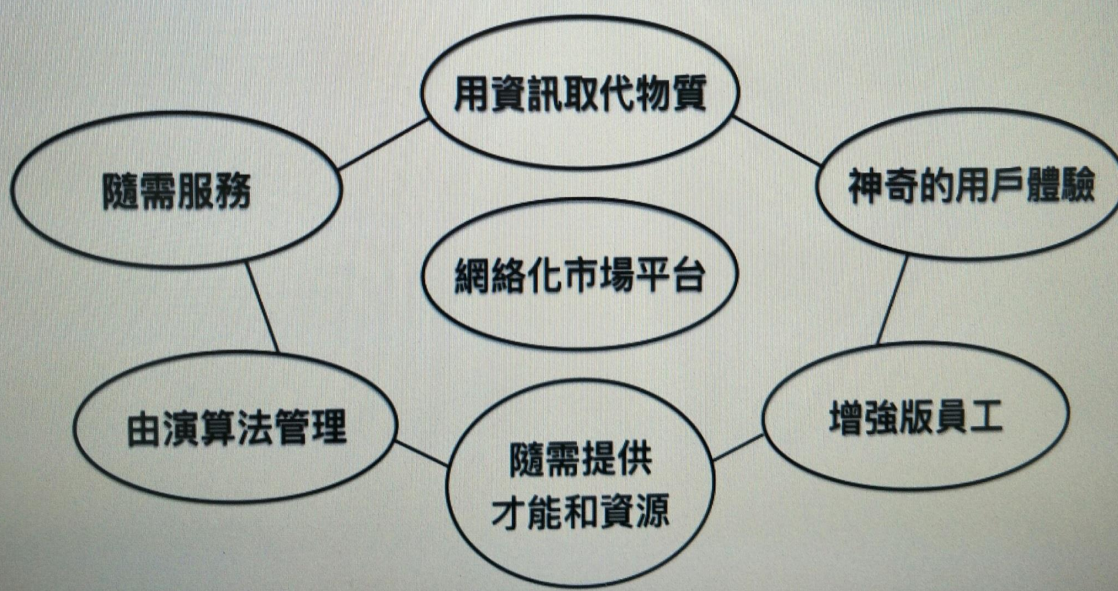 用資訊取代物質
隨需服務
神奇的用戶體驗
網絡化市場平台
由演算法管理
增強版員工
隨需提供
才能和資源